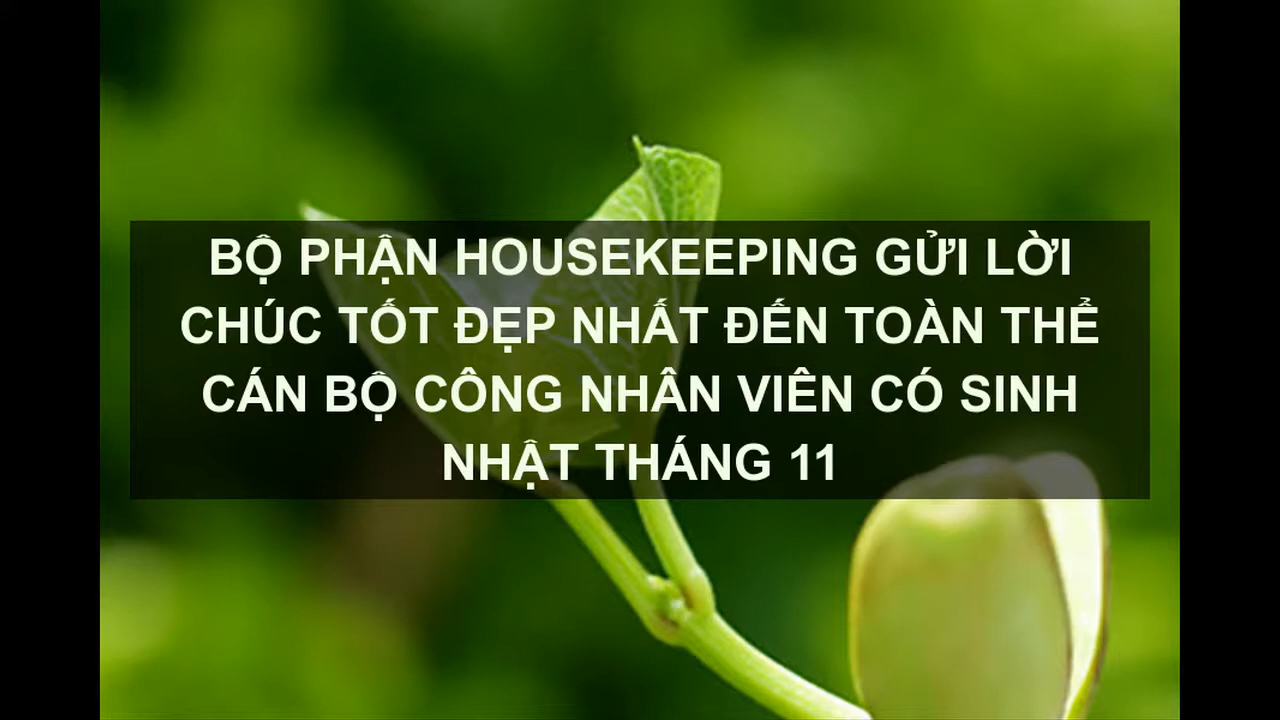 BỘ PHẬN HOUSEKEEPING GỬI LỜI
CHÚC TỐT ĐẸP NHẤT ĐẾN TOÀN THỂ
CÁN BỘ CÔNG NHÂN VIÊN CÓ SINH
NHẬT THÁNG 11